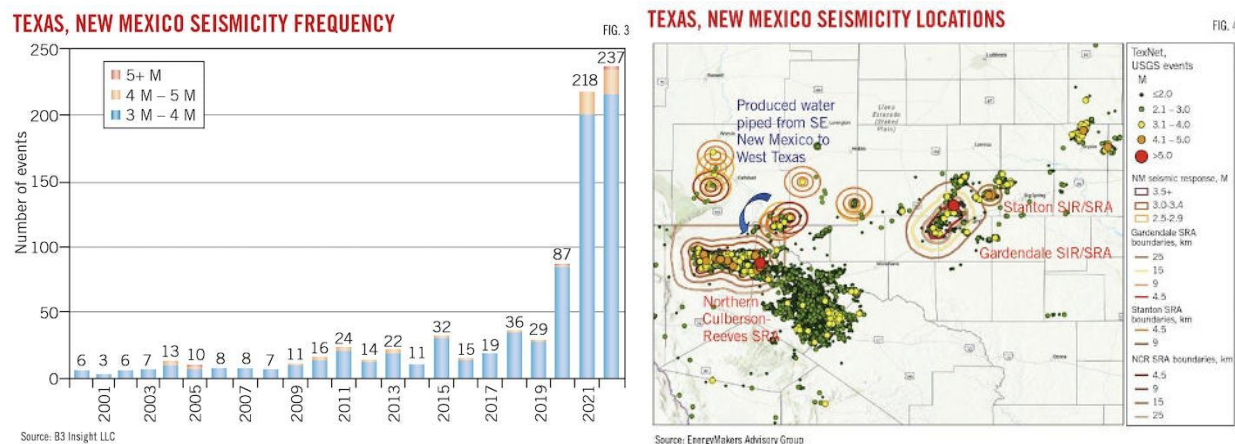 TEXAS, NEW MEXICO SEISMICITY FREQUENCY
FIG. 3
250
200
150
100
50
0
Number of events
5+ M
4 M – 5 M
3 M – 4 M
6
3
6
7
13
10
8
8
7
11
16
24
14
22
11
32
15
19
36
29
87
218
237
2001
2003
2005
2007
2009
2011
2013
2015
2017
2019
2021
Source: B3 Insight LLC
TEXAS, NEW MEXICO SEISMICITY LOCATIONS
FIG. 4
Produced water
piped from SE
New Mexico to
West Texas
Llano
Estacado
(Staked
Plain)
Stanton SIR/SRA
Gardendale SIR/SRA
Northern
Culberson-
Reeves SRA
TexNet,
USGS events
M
≤2.0
2.1 – 3.0
3.1 – 4.0
4.1 – 5.0
>5.0
NM seismic response, M
3.5+
3.0-3.4
2.5-2.9
Gardendale SRA
boundaries, km
25
15
9
4.5
Stanton SRA
boundaries, km
4.5
9
NCR SRA boundaries, km
4.5
9
15
25
Source: EnergyMakers Advisory Group